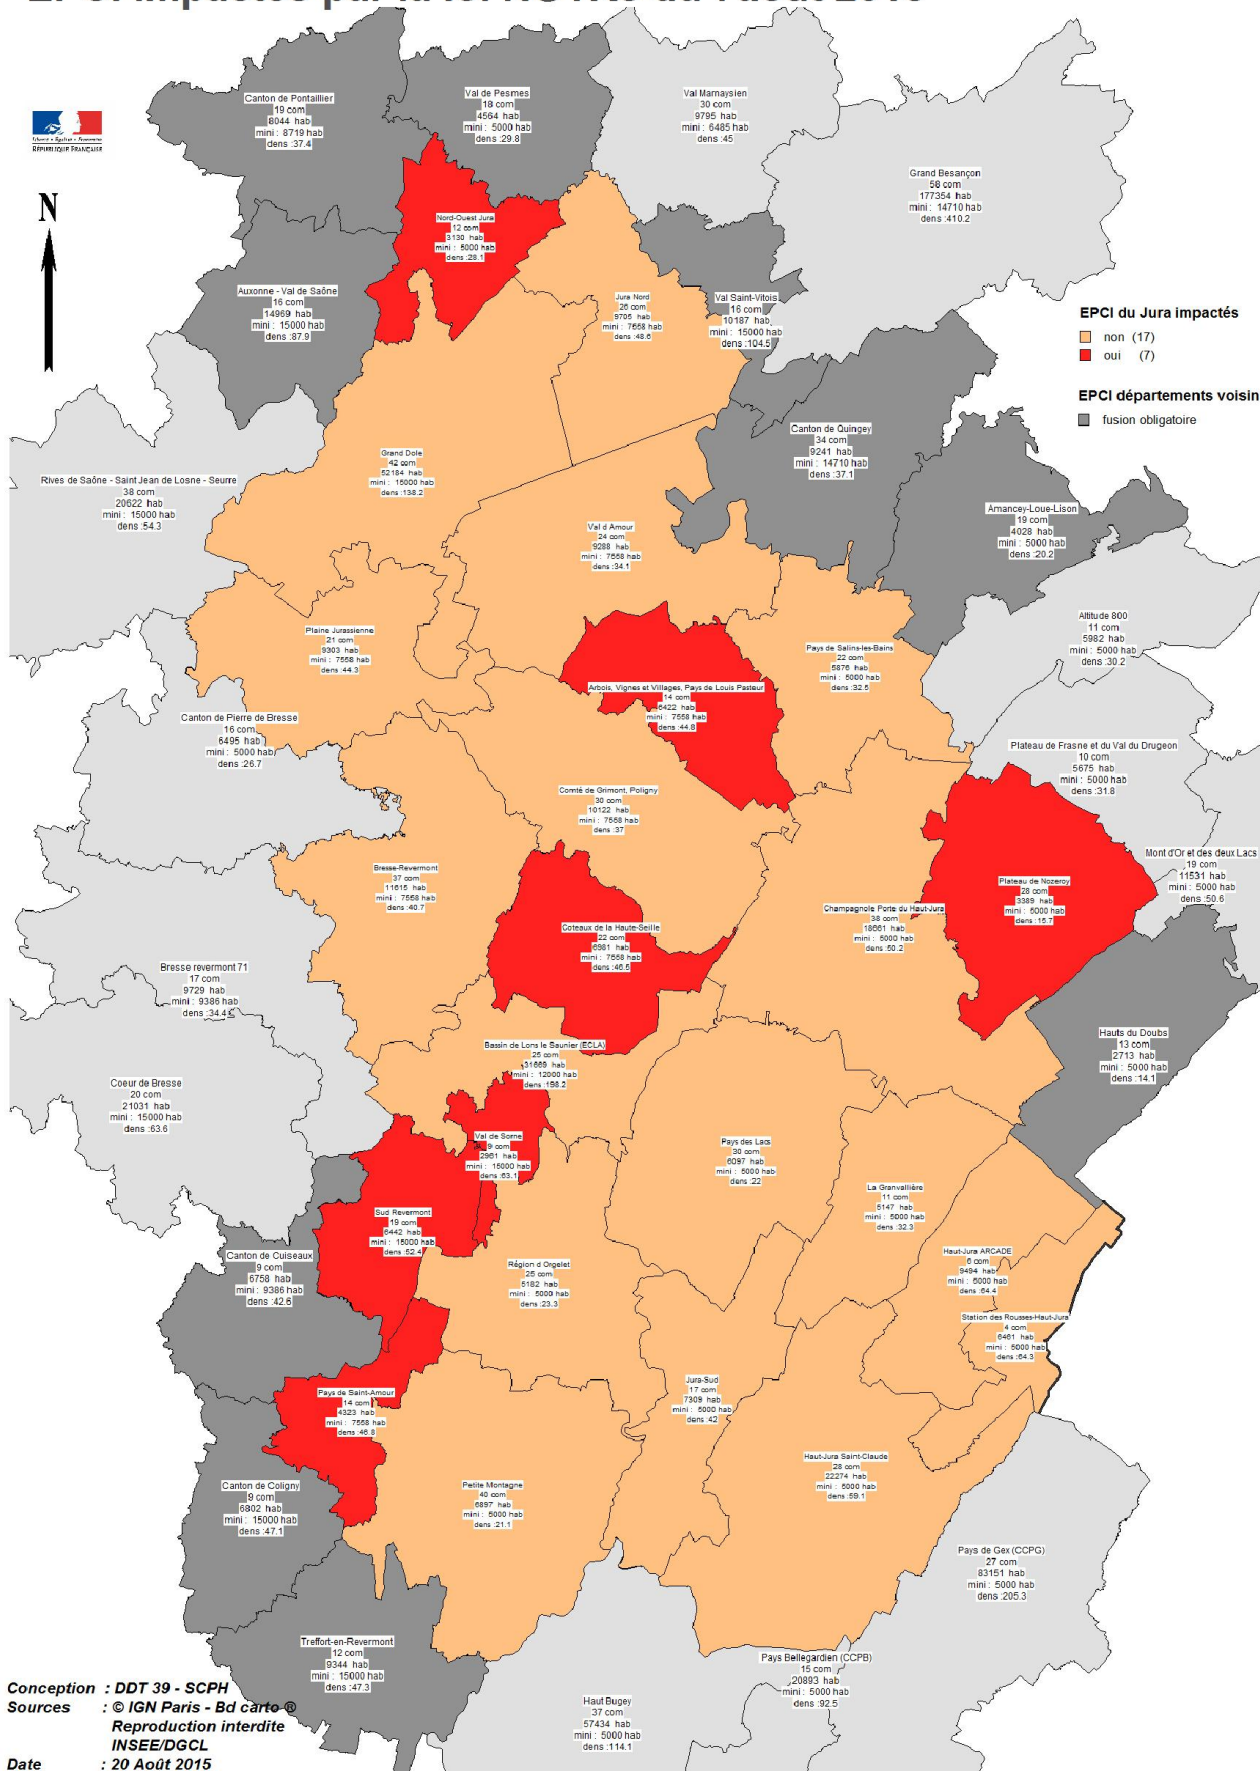 Canton de Pontaillier
19 com
8044 hab
mini : 8719 hab
dens :37.4
Val de Pesmes
18 com
4564 hab
mini : 5000 hab
dens :29.8
Val Marnaysien
30 com
9795 hab
mini : 6485 hab
dens :45
RÉPUBLIQUE FRANÇAISE
Grand Besançon
58 com
177354 hab
mini : 14710 hab
dens :410.2
N
Nord-Ouest Jura
12 com
3130 hab
mini : 5000 hab
dens :28.1
Auxonne - Val de Saône
16 com
14969 hab
mini : 15000 hab
dens :87.9
Jura Nord
26 com
9705 hab
mini : 7558 hab
dens :48.6
Val Saint-Vitois
16 com
10187 hab
mini : 15000 hab
dens :104.5
EPCI du Jura impactés
non (17)
oui (7)
EPCI départements voisin
fusion obligatoire
Canton de Quingey
34 com
9241 hab
mini : 14710 hab
dens :37.1
Grand Dole
42 com
52184 hab
mini : 15000 hab
dens :138.2
Rives de Saône - Saint Jean de Losne - Seurre
38 com
20622 hab
mini : 15000 hab
dens :54.3
Amancey-Loue-Lison
19 com
4028 hab
mini : 5000 hab
dens :20.2
Val d Amour
24 com
9288 hab
mini : 7558 hab
dens :34.1
Altitude 800
11 com
5982 hab
mini : 5000 hab
dens :30.2
Plaine Jurassienne
21 com
9303 hab
mini : 7558 hab
dens :44.3
Pays de Salins-les-Bains
22 com
5876 hab
mini : 5000 hab
dens :32.5
Arbois, Vignes et Villages, Pays de Louis Pasteur
14 com
6422 hab
mini : 7558 hab
dens :44.8
Canton de Pierre de Bresse
16 com
6495 hab
mini : 5000 hab
dens :26.7
Plateau de Frasne et du Val du Drugeon
10 com
5675 hab
mini : 5000 hab
dens :31.8
Comté de Grimont, Poligny
30 com
10122 hab
mini : 7558 hab
dens :37
Mont d'Or et des deux Lacs
19 com
11531 hab
mini : 5000 hab
dens :50.6
Bresse-Revermont
37 com
11615 hab
mini : 7558 hab
dens :40.7
Plateau de Nozeroy
28 com
3389 hab
mini : 5000 hab
dens :15.7
Champagnole Porte du Haut-Jura
38 com
18661 hab
mini : 5000 hab
dens :50.2
Coteaux de la Haute-Seille
22 com
6981 hab
mini : 7558 hab
dens :46.5
Bresse revermont 71
17 com
9729 hab
mini : 9386 hab
dens :34.4
Hauts du Doubs
13 com
2713 hab
mini : 5000 hab
dens :14.1
Bassin de Lons le Saunier (ECLA)
25 com
31669 hab
mini : 12000 hab
dens :198.2
Coeur de Bresse
20 com
21031 hab
mini : 15000 hab
dens :63.6
Val de Sorne
9 com
2961 hab
mini : 15000 hab
dens :63.1
Pays des Lacs
30 com
6097 hab
mini : 5000 hab
dens :22
La Grandvallière
11 com
5147 hab
mini : 5000 hab
dens :32.3
Sud Revermont
19 com
6442 hab
mini : 15000 hab
dens :52.4
Canton de Cuiseaux
9 com
6758 hab
mini : 9386 hab
dens :42.6
Région d Orgelet
25 com
5182 hab
mini : 5000 hab
dens :23.3
Haut-Jura ARCADE
6 com
9494 hab
mini : 5000 hab
dens :64.4
Station des Rousses-Haut-Jura
4 com
6461 hab
mini : 5000 hab
dens :64.3
Jura-Sud
17 com
7309 hab
mini : 5000 hab
dens :42
Pays de Saint-Amour
14 com
4323 hab
mini : 7558 hab
dens :46.8
Haut-Jura Saint-Claude
28 com
22274 hab
mini : 5000 hab
dens :59.1
Canton de Coligny
9 com
6802 hab
mini : 15000 hab
dens :47.1
Petite Montagne
40 com
6897 hab
mini : 5000 hab
dens :21.1
Pays de Gex (CCPG)
27 com
83151 hab
mini : 5000 hab
dens :205.3
Treffort-en-Revermont
12 com
9344 hab
mini : 15000 hab
dens :47.3
Pays Bellegardien (CCPB)
15 com
20893 hab
mini : 5000 hab
dens :92.5
Haut Bugey
37 com
57434 hab
mini : 5000 hab
dens :114.1
Conception : DDT 39 - SCPH
Sources : © IGN Paris - Bd carto ®
Reproduction interdite
INSEE/DGCL
Date : 20 Août 2015